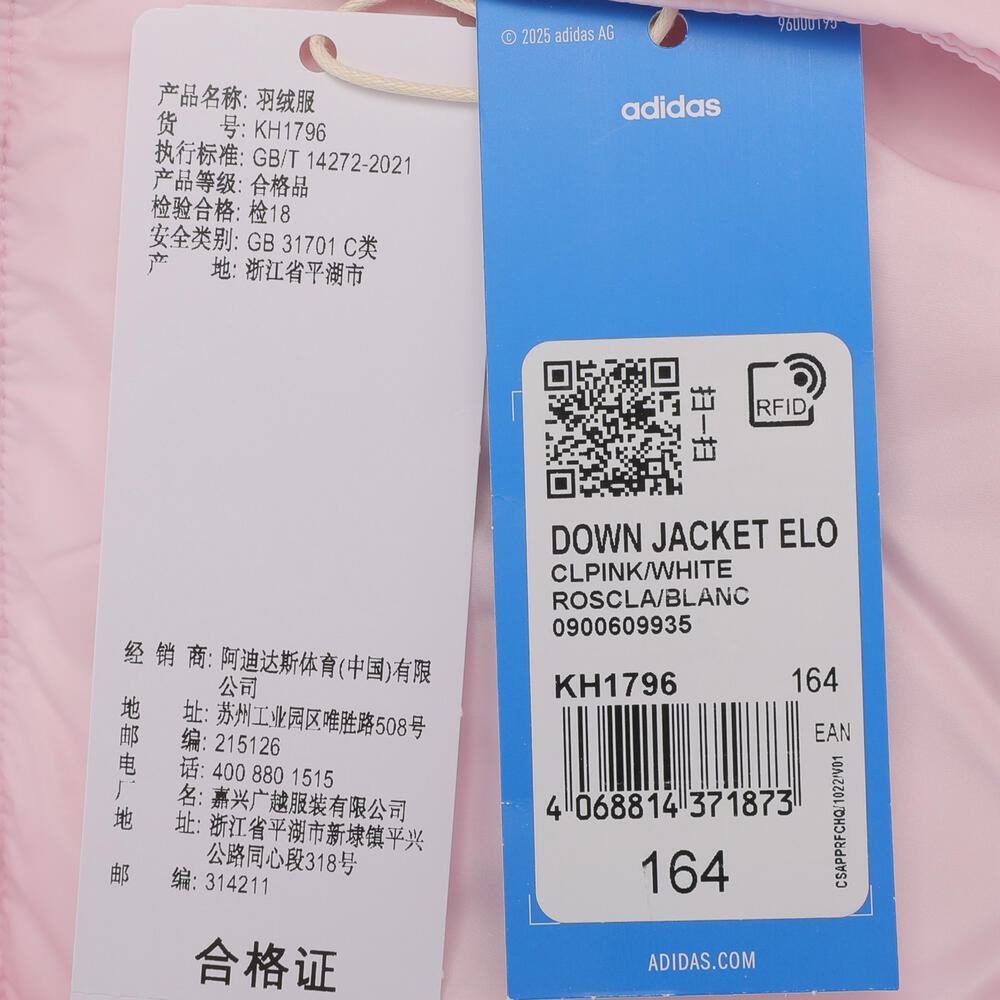 产品名称: 羽绒服
货 号: KH1796
执行标准: GB/T 14272-2021
产品等级: 合格品
检验合格: 检18
安全类别: GB 31701 C类
产 地: 浙江省平湖市
经 销 商: 阿迪达斯体育(中国)有限
公司
地 址: 苏州工业园区唯胜路508号
邮 编: 215126
电 话: 400 880 1515
厂 名: 嘉兴广越服装有限公司
地 址: 浙江省平湖市新埭镇平兴
公路同心段318号
邮 编: 314211
合格证
© 2025 adidas AG
96000195
adidas
扫一扫
RFID
DOWN JACKET ELO
CLPINK/WHITE
ROSCLA/BLANC
0900609935
KH1796 164
EAN
4 068814 371873
CSAPPRFCHQ/1022/V01
164
ADIDAS.COM